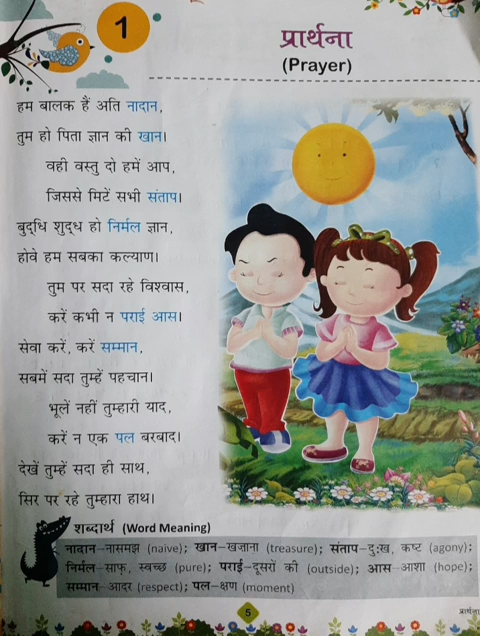 1
प्रार्थना
(Prayer)
हम बालक हैं अति नादान,
तुम हो पिता ज्ञान की खान।
वही वस्तु दो हमें आप,
जिससे मिटें सभी संताप।
बुद्धि शुद्ध हो निर्मल ज्ञान,
होवे हम सबका कल्याण।
तुम पर सदा रहे विश्वास,
करें कभी न पराई आस।
सेवा करें, करें सम्मान,
सबमें सदा तुम्हें पहचान।
भूलें नहीं तुम्हारी याद,
करें न एक पल बरबाद।
देखें तुम्हें सदा ही साथ,
सिर पर रहे तुम्हारा हाथ।
शब्दार्थ (Word Meaning)
नादान–नासमझ (naive); खान–खज़ाना (treasure); संताप–दुःख, कष्ट (agony);
निर्मल–साफ़, स्वच्छ (pure); पराई–दूसरों की (outside); आस–आशा (hope);
सम्मान–आदर (respect); पल–क्षण (moment)
5
प्रार्थना